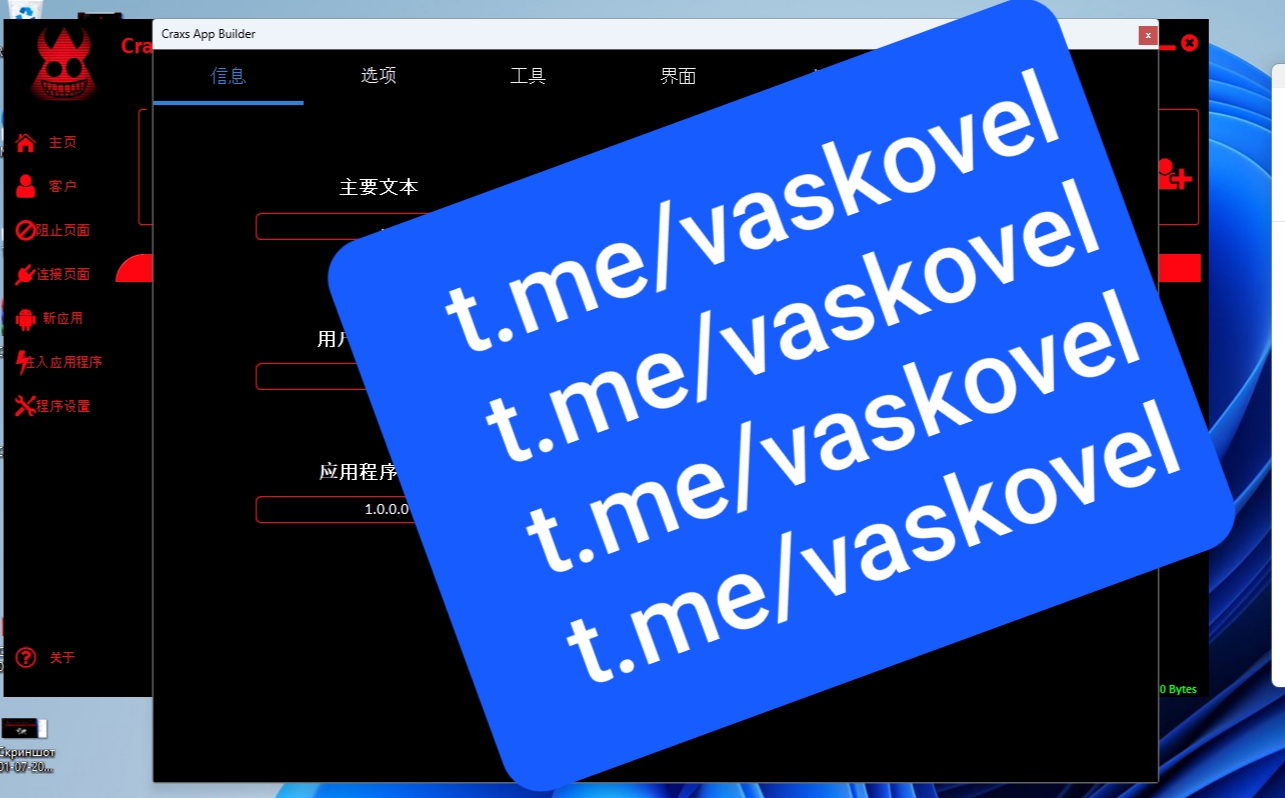 Craxs App Builder
x
Cra
信息
选项
工具
界面
主页
客户
阻止页面
连接页面
新应用
注入应用程序
程序设置
关于
主要文本
用户
应用程序
1.0.0.0
t.me/vaskovel
t.me/vaskovel
t.me/vaskovel
t.me/vaskovel
0 Bytes
Скриншот
01-07-20...